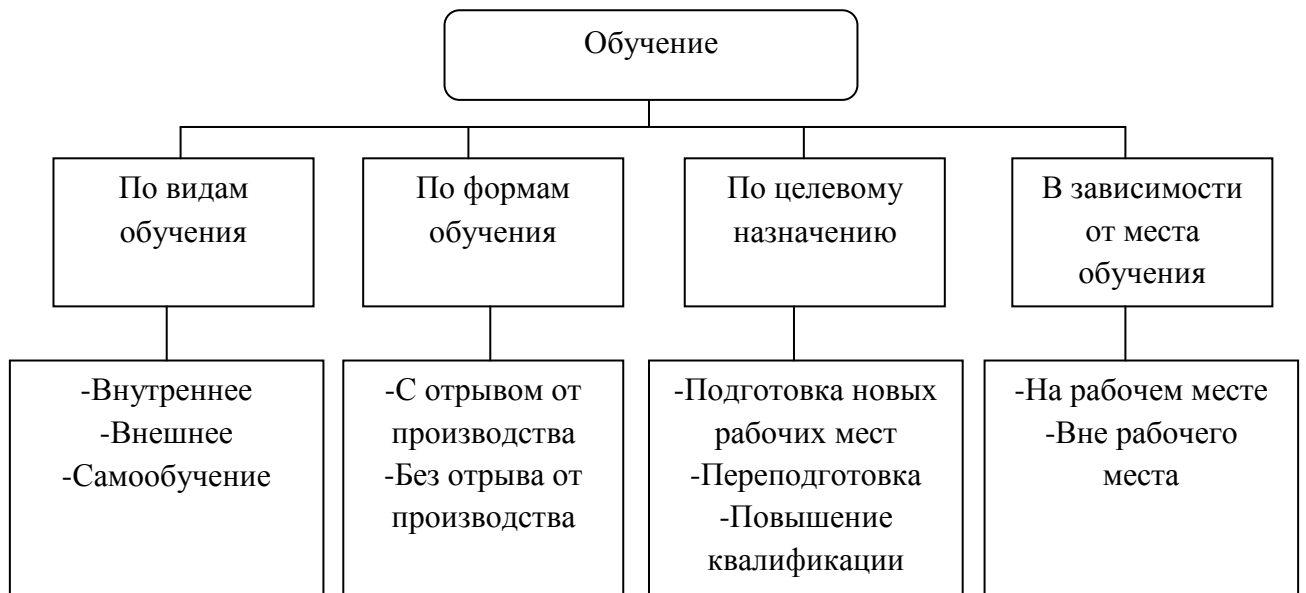 Обучение
По видам
обучения
По формам
обучения
По целевому
назначению
В зависимости
от места
обучения
-Внутреннее
-Внешнее
-Самообучение
-С отрывом от
производства
-Без отрыва от
производства
-Подготовка новых
рабочих мест
-Переподготовка
-Повышение
квалификации
-На рабочем месте
-Вне рабочего
места